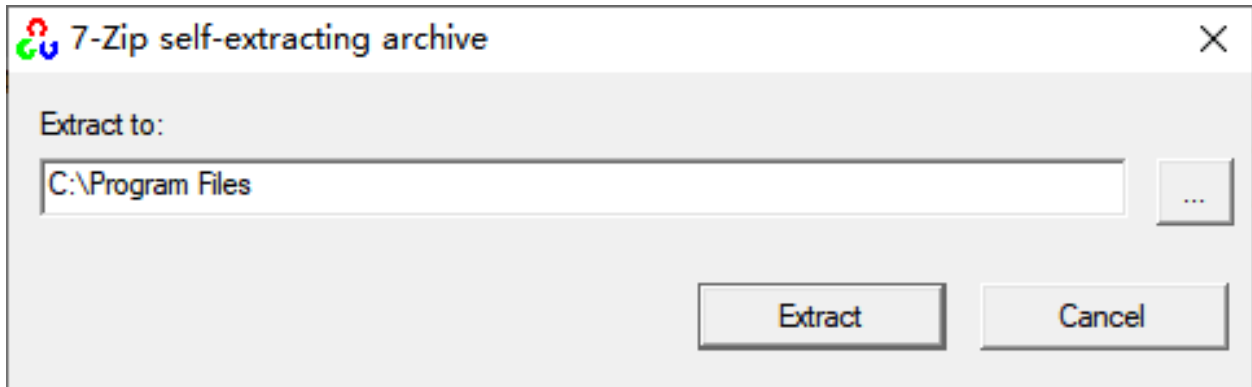 7-Zip self-extracting archive
Extract to:
C:\Program Files
...
Extract
Cancel